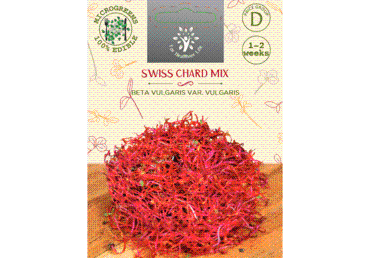 MICROGREENS
100% EDIBLE
D
1-2
weeks
SWISS CHARD MIX
BETA VULGARIS VAR. VULGARIS